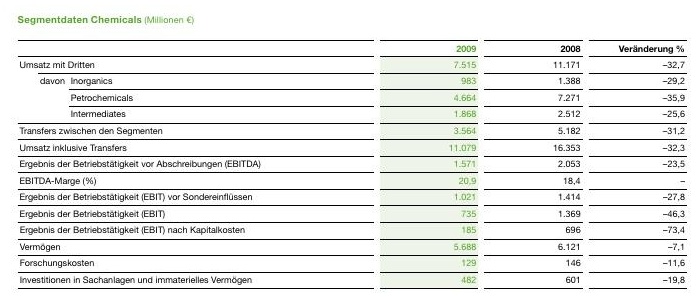 Segmentdaten Chemicals (Millionen €)
2009 2008 Veränderung %
Umsatz mit Dritten 7.515 11.171 –32,7
davon Inorganics 983 1.388 –29,2
Petrochemicals 4.664 7.271 –35,9
Intermediates 1.868 2.512 –25,6
Transfers zwischen den Segmenten 3.564 5.182 –31,2
Umsatz inklusive Transfers 11.079 16.353 –32,3
Ergebnis der Betriebstätigkeit vor Abschreibungen (EBITDA) 1.571 2.053 –23,5
EBITDA-Marge (%) 20,9 18,4 –
Ergebnis der Betriebstätigkeit (EBIT) vor Sondereinflüssen 1.021 1.414 –27,8
Ergebnis der Betriebstätigkeit (EBIT) 735 1.369 –46,3
Ergebnis der Betriebstätigkeit (EBIT) nach Kapitalkosten 185 696 –73,4
Vermögen 5.688 6.121 –7,1
Forschungskosten 129 146 –11,6
Investitionen in Sachanlagen und immaterielles Vermögen 482 601 –19,8